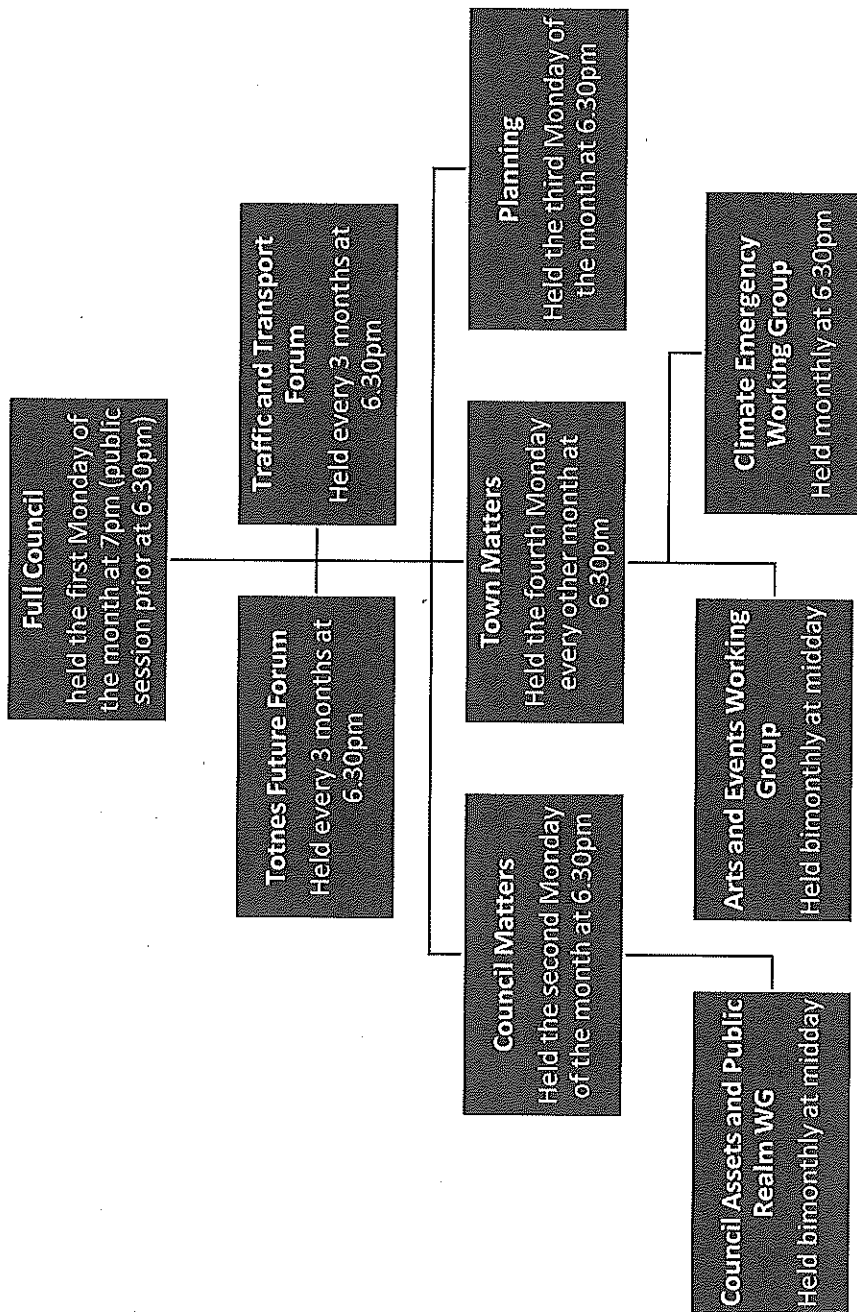 Full Council
held the first Monday of
the month at 7pm (public
session prior at 6.30pm)
Totnes Future Forum
Held every 3 months at
6.30pm
Traffic and Transport
Forum
Held every 3 months at
6.30pm
Council Matters
Held the second Monday
of the month at 6.30pm
Town Matters
Held the fourth Monday
every other month at
6.30pm
Planning
Held the third Monday of
the month at 6.30pm
Council Assets and Public
Realm WG
Held bimonthly at midday
Arts and Events Working
Group
Held bimonthly at midday
Climate Emergency
Working Group
Held monthly at 6.30pm